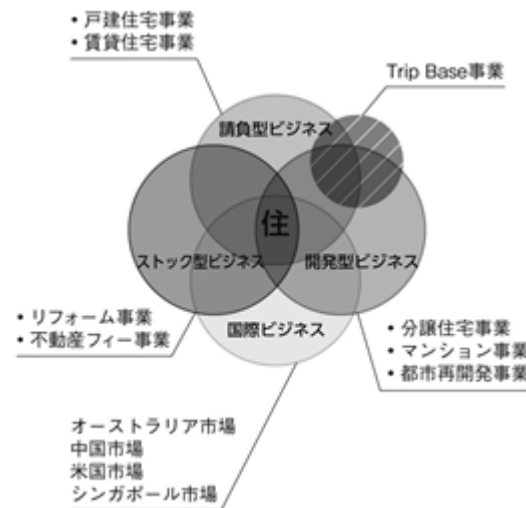 • 戸建住宅事業
• 賃貸住宅事業
Trip Base事業
請負型ビジネス
住
ストック型ビジネス
開発型ビジネス
国際ビジネス
• リフォーム事業
• 不動産フィー事業
• 分譲住宅事業
• マンション事業
• 都市再開発事業
オーストラリア市場
中国市場
米国市場
シンガポール市場